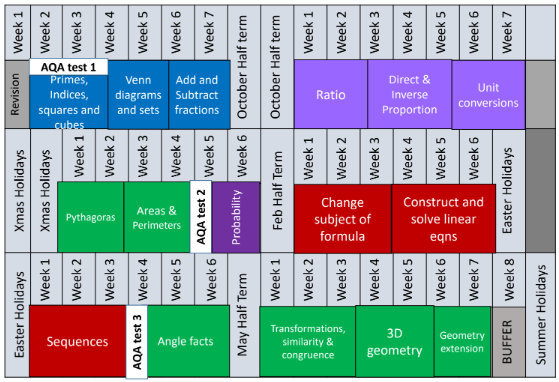 Week 1
Week 2
Week 3
Week 4
Week 5
Week 6
Week 7
October Half term
October Half term
Week 1
Week 2
Week 3
Week 4
Week 5
Week 6
Week 7
Revision
AQA test 1
Primes,
Indices,
squares and
cubes
Venn
diagrams
and sets
Add and
Subtract
fractions
Ratio
Direct &
Inverse
Proportion
Unit
conversions
Xmas Holidays
Xmas Holidays
Week 1
Week 2
Week 3
Week 4
Week 5
Week 6
Feb Half Term
Week 1
Week 2
Week 3
Week 4
Week 5
Week 6
Easter Holidays
Pythagoras
Areas &
Perimeters
AQA test 2
Probability
Change
subject of
formula
Construct and
solve linear
eqns
Easter Holidays
Week 1
Week 2
Week 3
Week 4
Week 5
Week 6
May Half Term
Week 1
Week 2
Week 3
Week 4
Week 5
Week 6
Week 7
Week 8
Summer Holidays
Sequences
AQA test 3
Angle facts
Transformations,
similarity &
congruence
3D
geometry
Geometry
extension
BUFFER